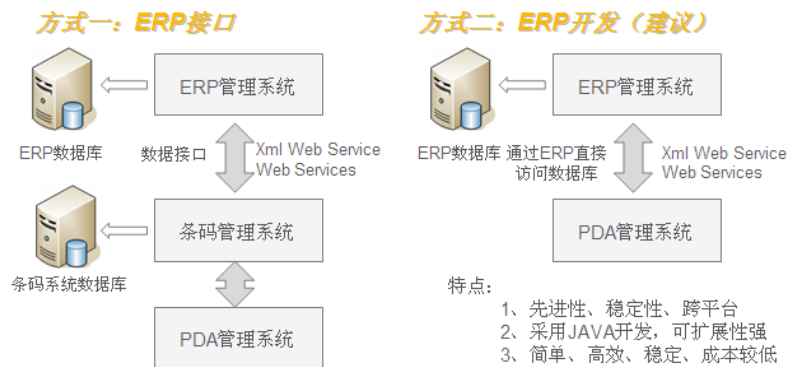 方式一：ERP接口
ERP管理系统
ERP数据库
数据接口
Xml Web Service
Web Services
条码管理系统
条码系统数据库
PDA管理系统
方式二：ERP开发（建议）
ERP管理系统
ERP数据库
通过ERP直接
访问数据库
Xml Web Service
Web Services
PDA管理系统
特点：
1、先进性、稳定性、跨平台
2、采用JAVA开发，可扩展性强
3、简单、高效、稳定、成本较低